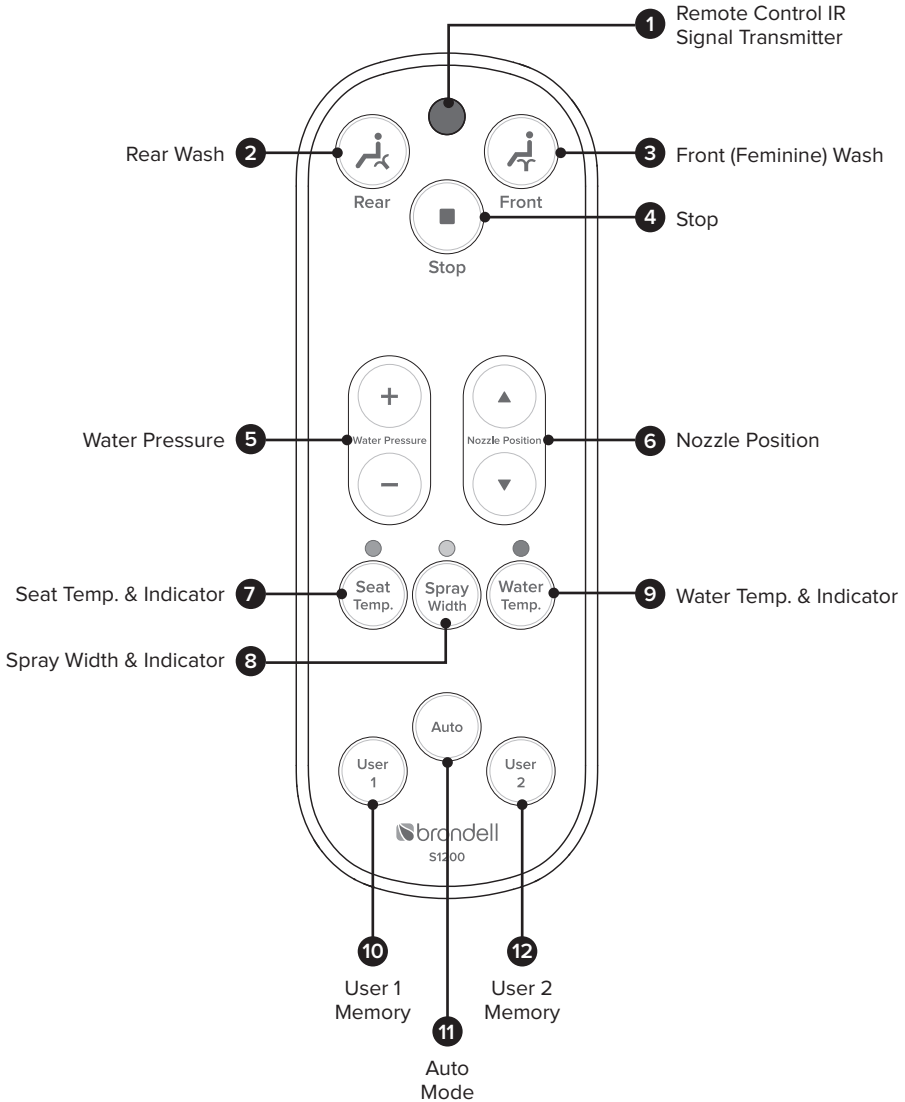 1 Remote Control IR
Signal Transmitter
Rear Wash 2
3 Front (Feminine) Wash
Rear
Front
4 Stop
Stop
+
Water Pressure 5
Water Pressure
Nozzle Position
6 Nozzle Position
−
Seat Temp. & Indicator 7
Seat
Temp.
Spray
Width
Water
Temp.
9 Water Temp. & Indicator
Spray Width & Indicator 8
Auto
User
1
User
2
brondell
S1200
10
User 1
Memory
12
User 2
Memory
11
Auto
Mode